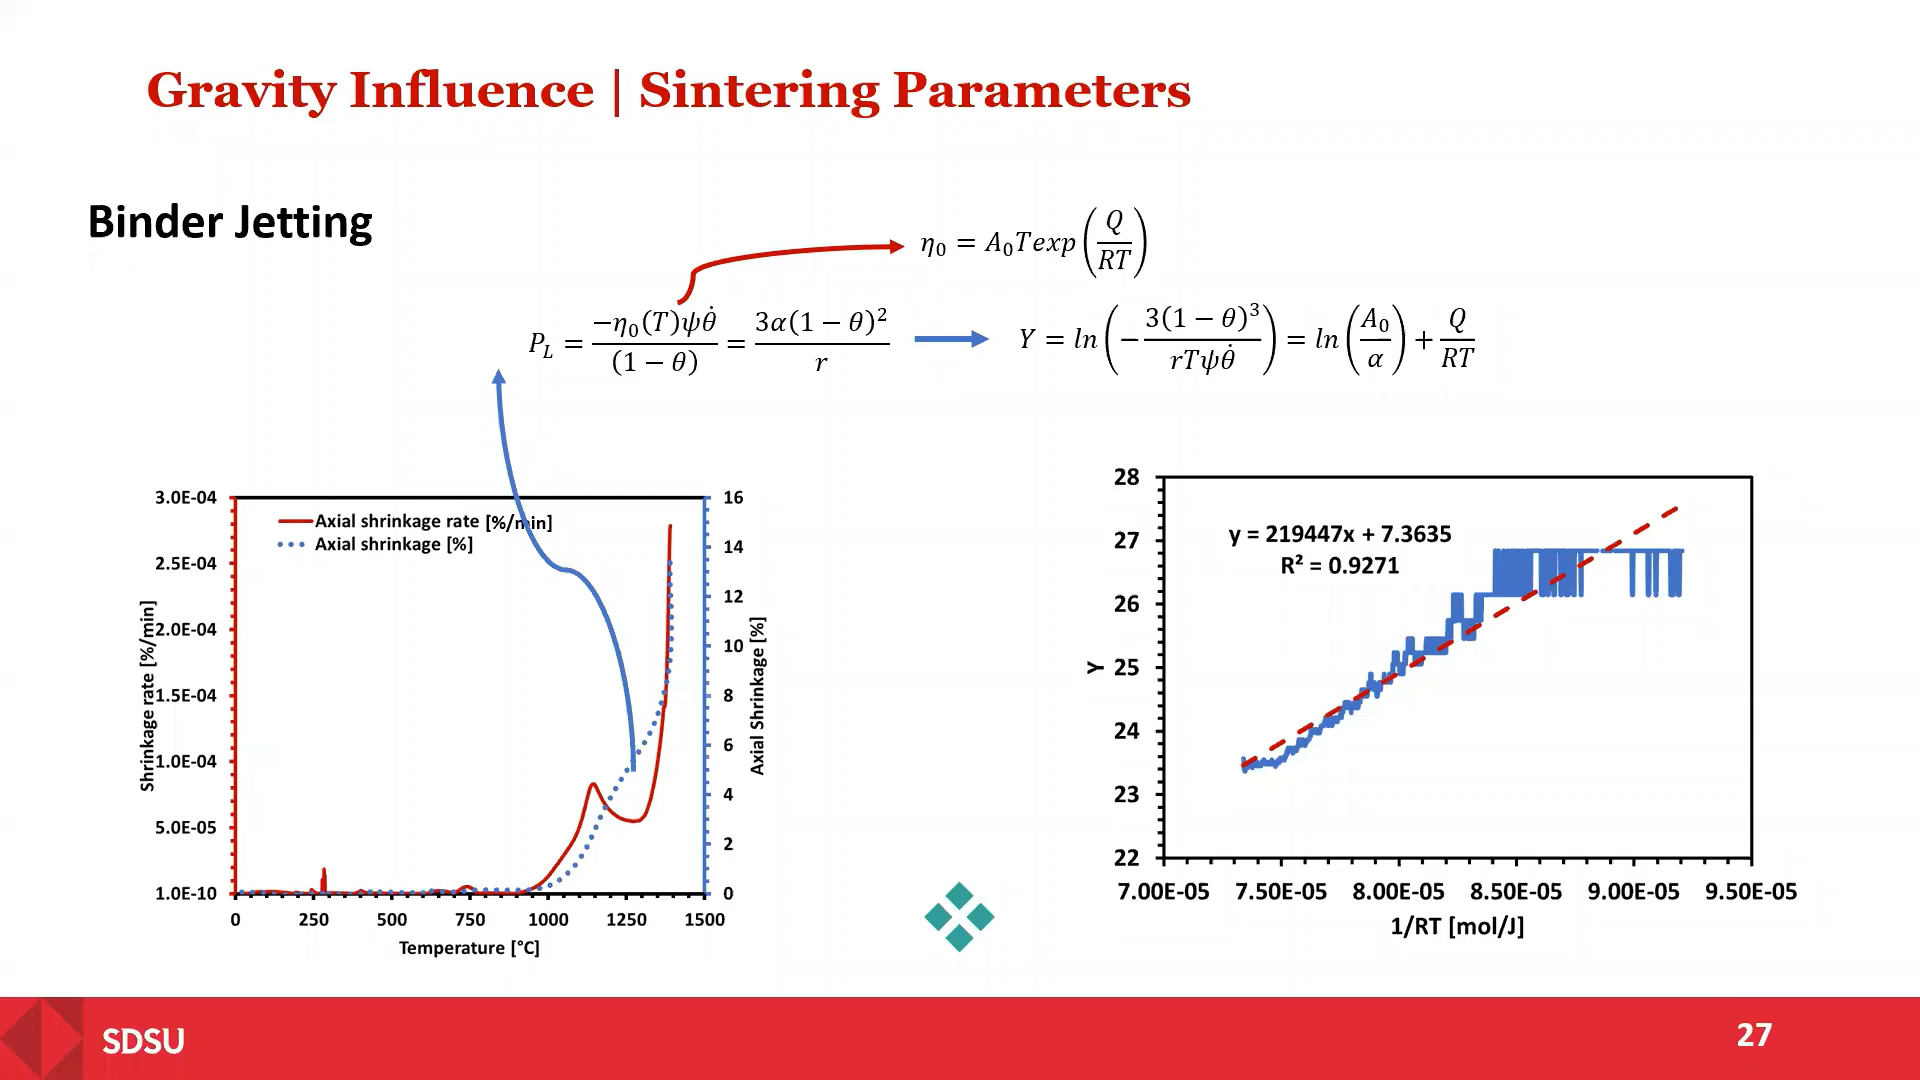 Gravity Influence | Sintering Parameters
Binder Jetting
η₀ = A₀Texp(Q/RT)
P_L = −η₀(T)ψθ̇/(1 − θ) = 3α(1 − θ)²/r
Y = ln(−3(1 − θ)³/rTψθ̇) = ln(A₀/α) + Q/RT
Axial shrinkage rate [%/min]
Axial shrinkage [%]
Shrinkage rate [%/min]
3.0E-04
2.5E-04
2.0E-04
1.5E-04
1.0E-04
5.0E-05
1.0E-10
16
14
12
10
8
6
4
2
0
Axial Shrinkage [%]
0 250 500 750 1000 1250 1500
Temperature [°C]
y = 219447x + 7.3635
R² = 0.9271
Y
28
27
26
25
24
23
22
7.00E-05 7.50E-05 8.00E-05 8.50E-05 9.00E-05 9.50E-05
1/RT [mol/J]
SDSU
27